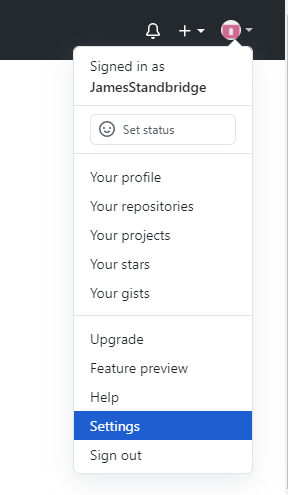 Signed in as
JamesStandbridge
Set status
Your profile
Your repositories
Your projects
Your stars
Your gists
Upgrade
Feature preview
Help
Settings
Sign out